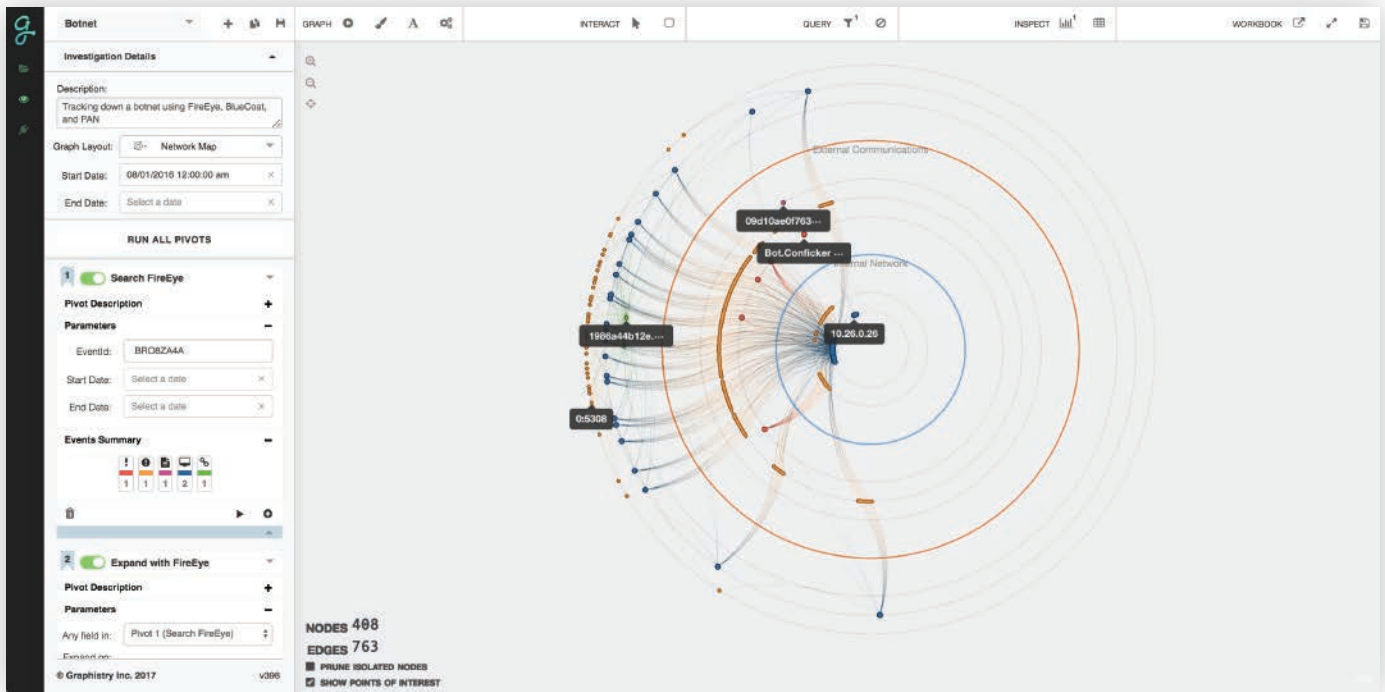 Botnet
GRAPH
INTERACT
QUERY 1
INSPECT 1
WORKBOOK
Investigation Details
Description:
Tracking down a botnet using FireEye, BlueCoat,
and PAN
Graph Layout: Network Map
Start Date: 08/01/2016 12:00:00 am ×
End Date: Select a date ×
RUN ALL PIVOTS
1 Search FireEye
Pivot Description +
Parameters −
EventId: BRO8ZA4A
Start Date: Select a date ×
End Date: Select a date ×
Events Summary −
1 1 1 2 1
2 Expand with FireEye
Pivot Description +
Parameters −
Any field in: Pivot 1 (Search FireEye)
Expand on:
© Graphistry Inc. 2017 v396
External Communications
09d10ae0f763...
Bot.Conficker ...
Internal Network
1986a44b12e....
10.26.0.26
0:5308
NODES 408
EDGES 763
PRUNE ISOLATED NODES
SHOW POINTS OF INTEREST